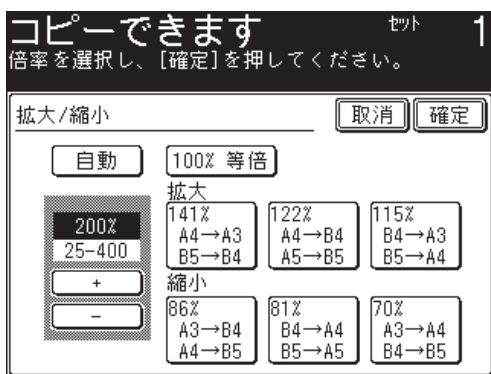 コピーできます セット 1
倍率を選択し、[確定]を押してください。
拡大/縮小 取消 確定
自動 100% 等倍
拡大
200%
25-400
+
-
141%
A4→A3
B5→B4
122%
A4→B4
A5→B5
115%
B4→A3
B5→A4
縮小
86%
A3→B4
A4→B5
81%
B4→A4
B5→A5
70%
A3→A4
B4→B5